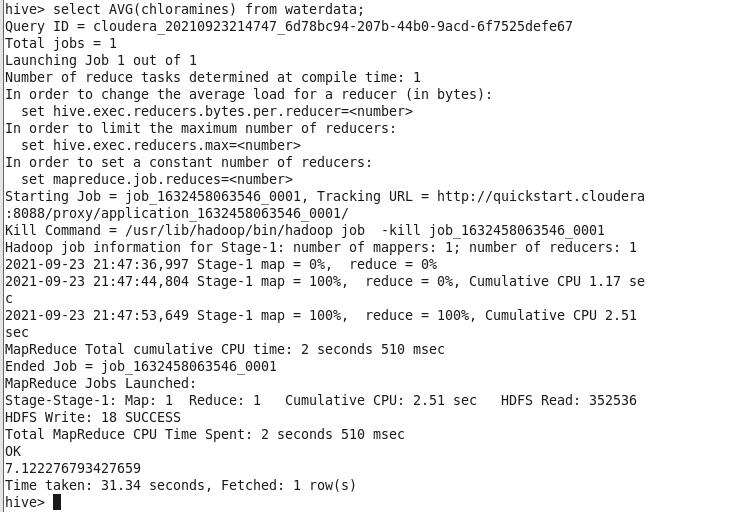 hive> select AVG(chloramines) from waterdata;
Query ID = cloudera_20210923214747_6d78bc94-207b-44b0-9acd-6f7525defe67
Total jobs = 1
Launching Job 1 out of 1
Number of reduce tasks determined at compile time: 1
In order to change the average load for a reducer (in bytes):
  set hive.exec.reducers.bytes.per.reducer=<number>
In order to limit the maximum number of reducers:
  set hive.exec.reducers.max=<number>
In order to set a constant number of reducers:
  set mapreduce.job.reduces=<number>
Starting Job = job_1632458063546_0001, Tracking URL = http://quickstart.cloudera
:8088/proxy/application_1632458063546_0001/
Kill Command = /usr/lib/hadoop/bin/hadoop job  -kill job_1632458063546_0001
Hadoop job information for Stage-1: number of mappers: 1; number of reducers: 1
2021-09-23 21:47:36,997 Stage-1 map = 0%,  reduce = 0%
2021-09-23 21:47:44,804 Stage-1 map = 100%,  reduce = 0%, Cumulative CPU 1.17 se
c
2021-09-23 21:47:53,649 Stage-1 map = 100%,  reduce = 100%, Cumulative CPU 2.51
sec
MapReduce Total cumulative CPU time: 2 seconds 510 msec
Ended Job = job_1632458063546_0001
MapReduce Jobs Launched:
Stage-Stage-1: Map: 1  Reduce: 1   Cumulative CPU: 2.51 sec   HDFS Read: 352536
HDFS Write: 18 SUCCESS
Total MapReduce CPU Time Spent: 2 seconds 510 msec
OK
7.122276793427659
Time taken: 31.34 seconds, Fetched: 1 row(s)
hive>